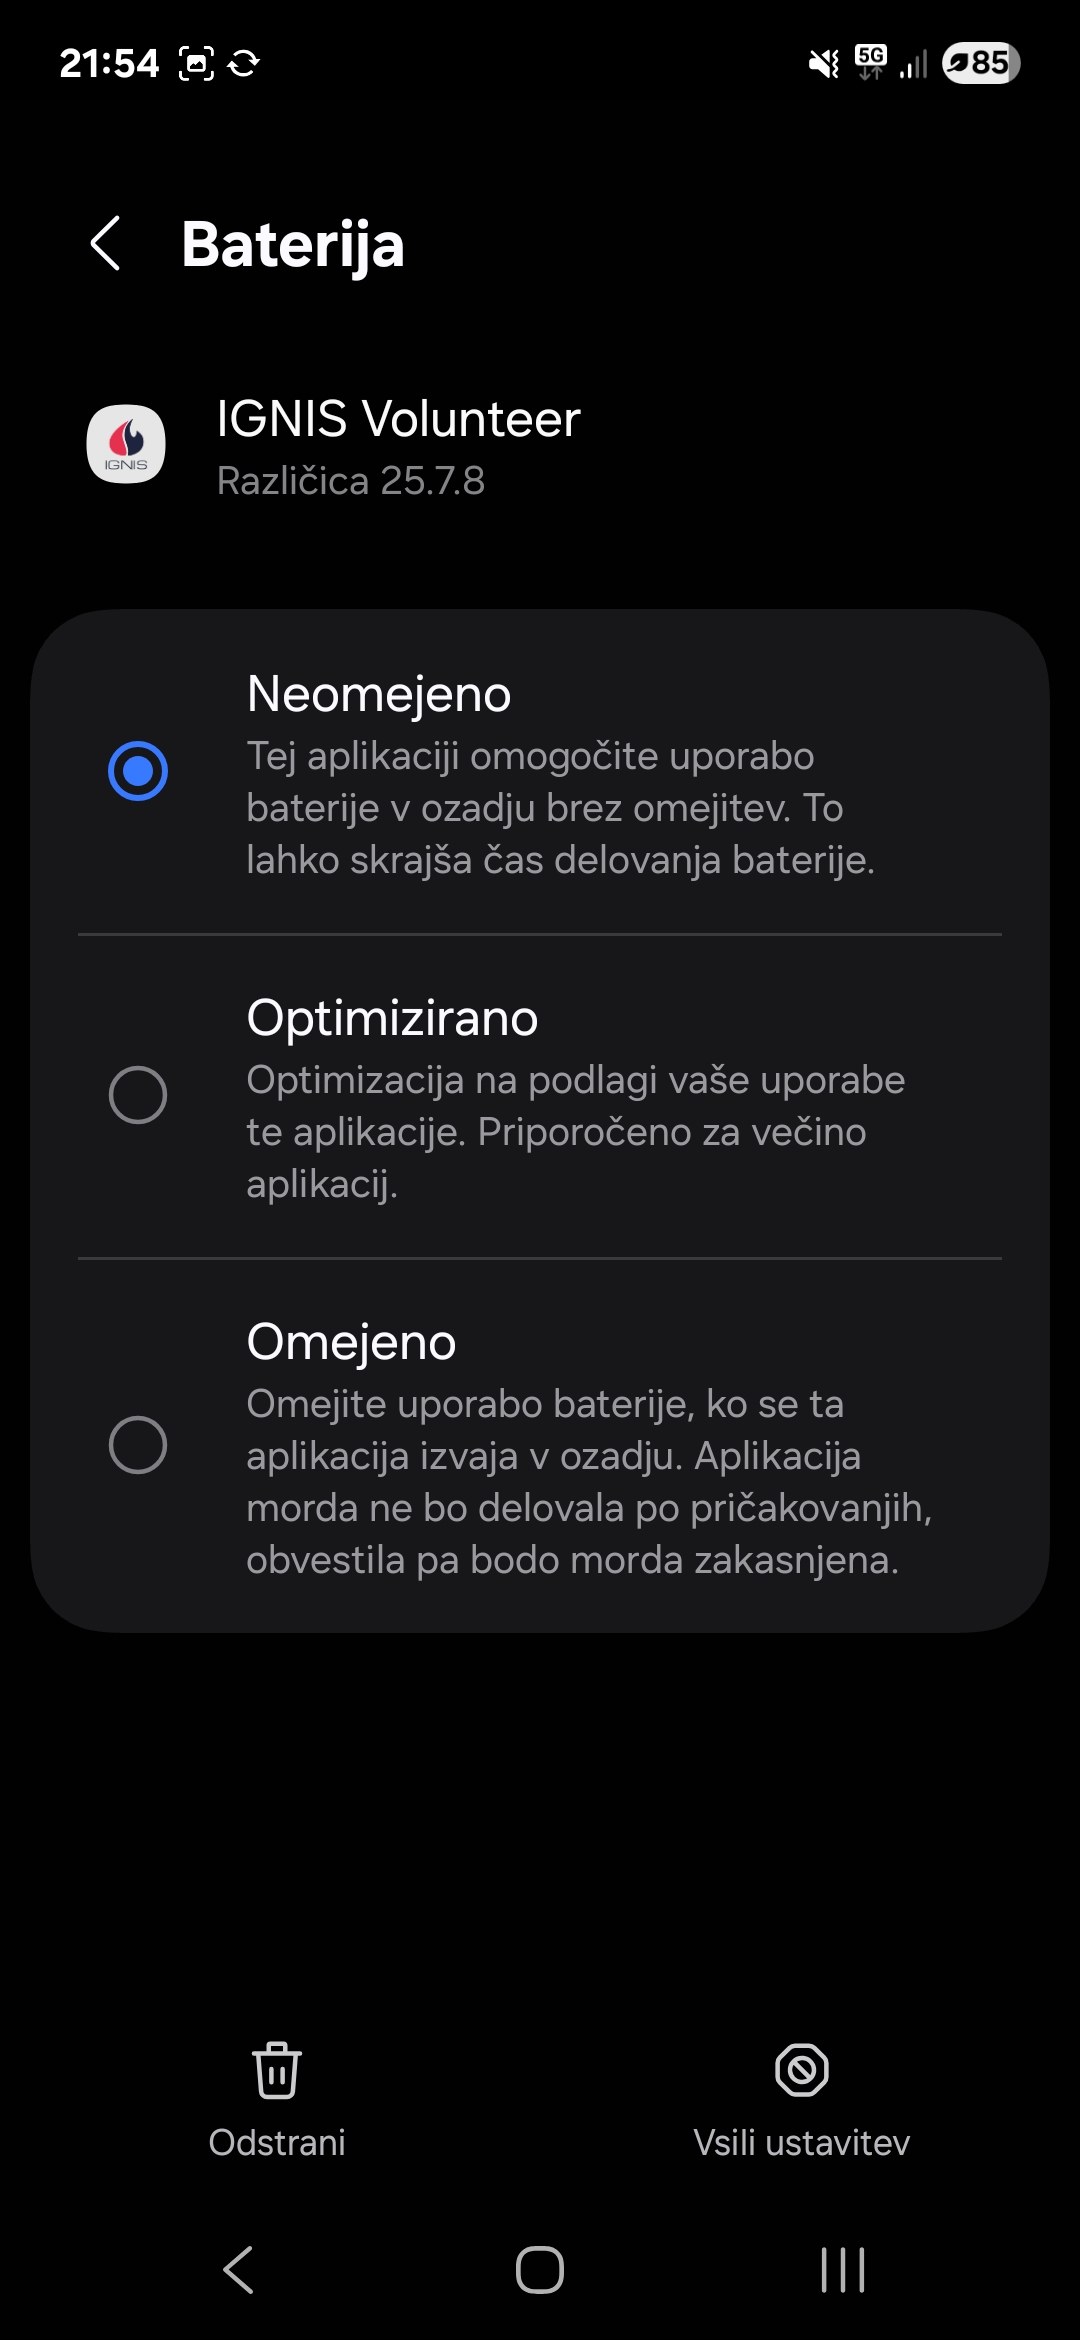 21:54
5G
85
Baterija
IGNIS
IGNIS Volunteer
Različica 25.7.8
Neomejeno
Tej aplikaciji omogočite uporabo
baterije v ozadju brez omejitev. To
lahko skrajša čas delovanja baterije.
Optimizirano
Optimizacija na podlagi vaše uporabe
te aplikacije. Priporočeno za večino
aplikacij.
Omejeno
Omejite uporabo baterije, ko se ta
aplikacija izvaja v ozadju. Aplikacija
morda ne bo delovala po pričakovanjih,
obvestila pa bodo morda zakasnjena.
Odstrani
Vsili ustavitev